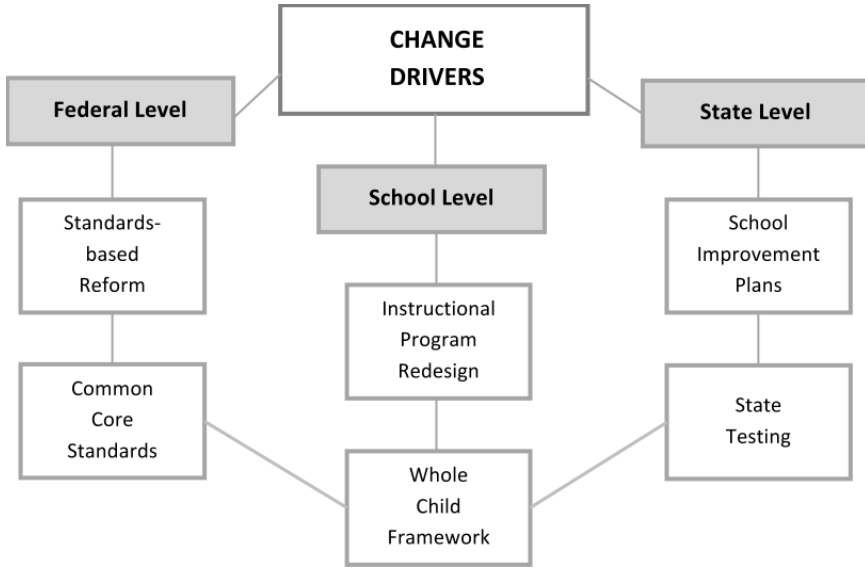 CHANGE
DRIVERS
Federal Level
State Level
School Level
Standards-
based
Reform
School
Improvement
Plans
Instructional
Program
Redesign
Common
Core
Standards
State
Testing
Whole
Child
Framework